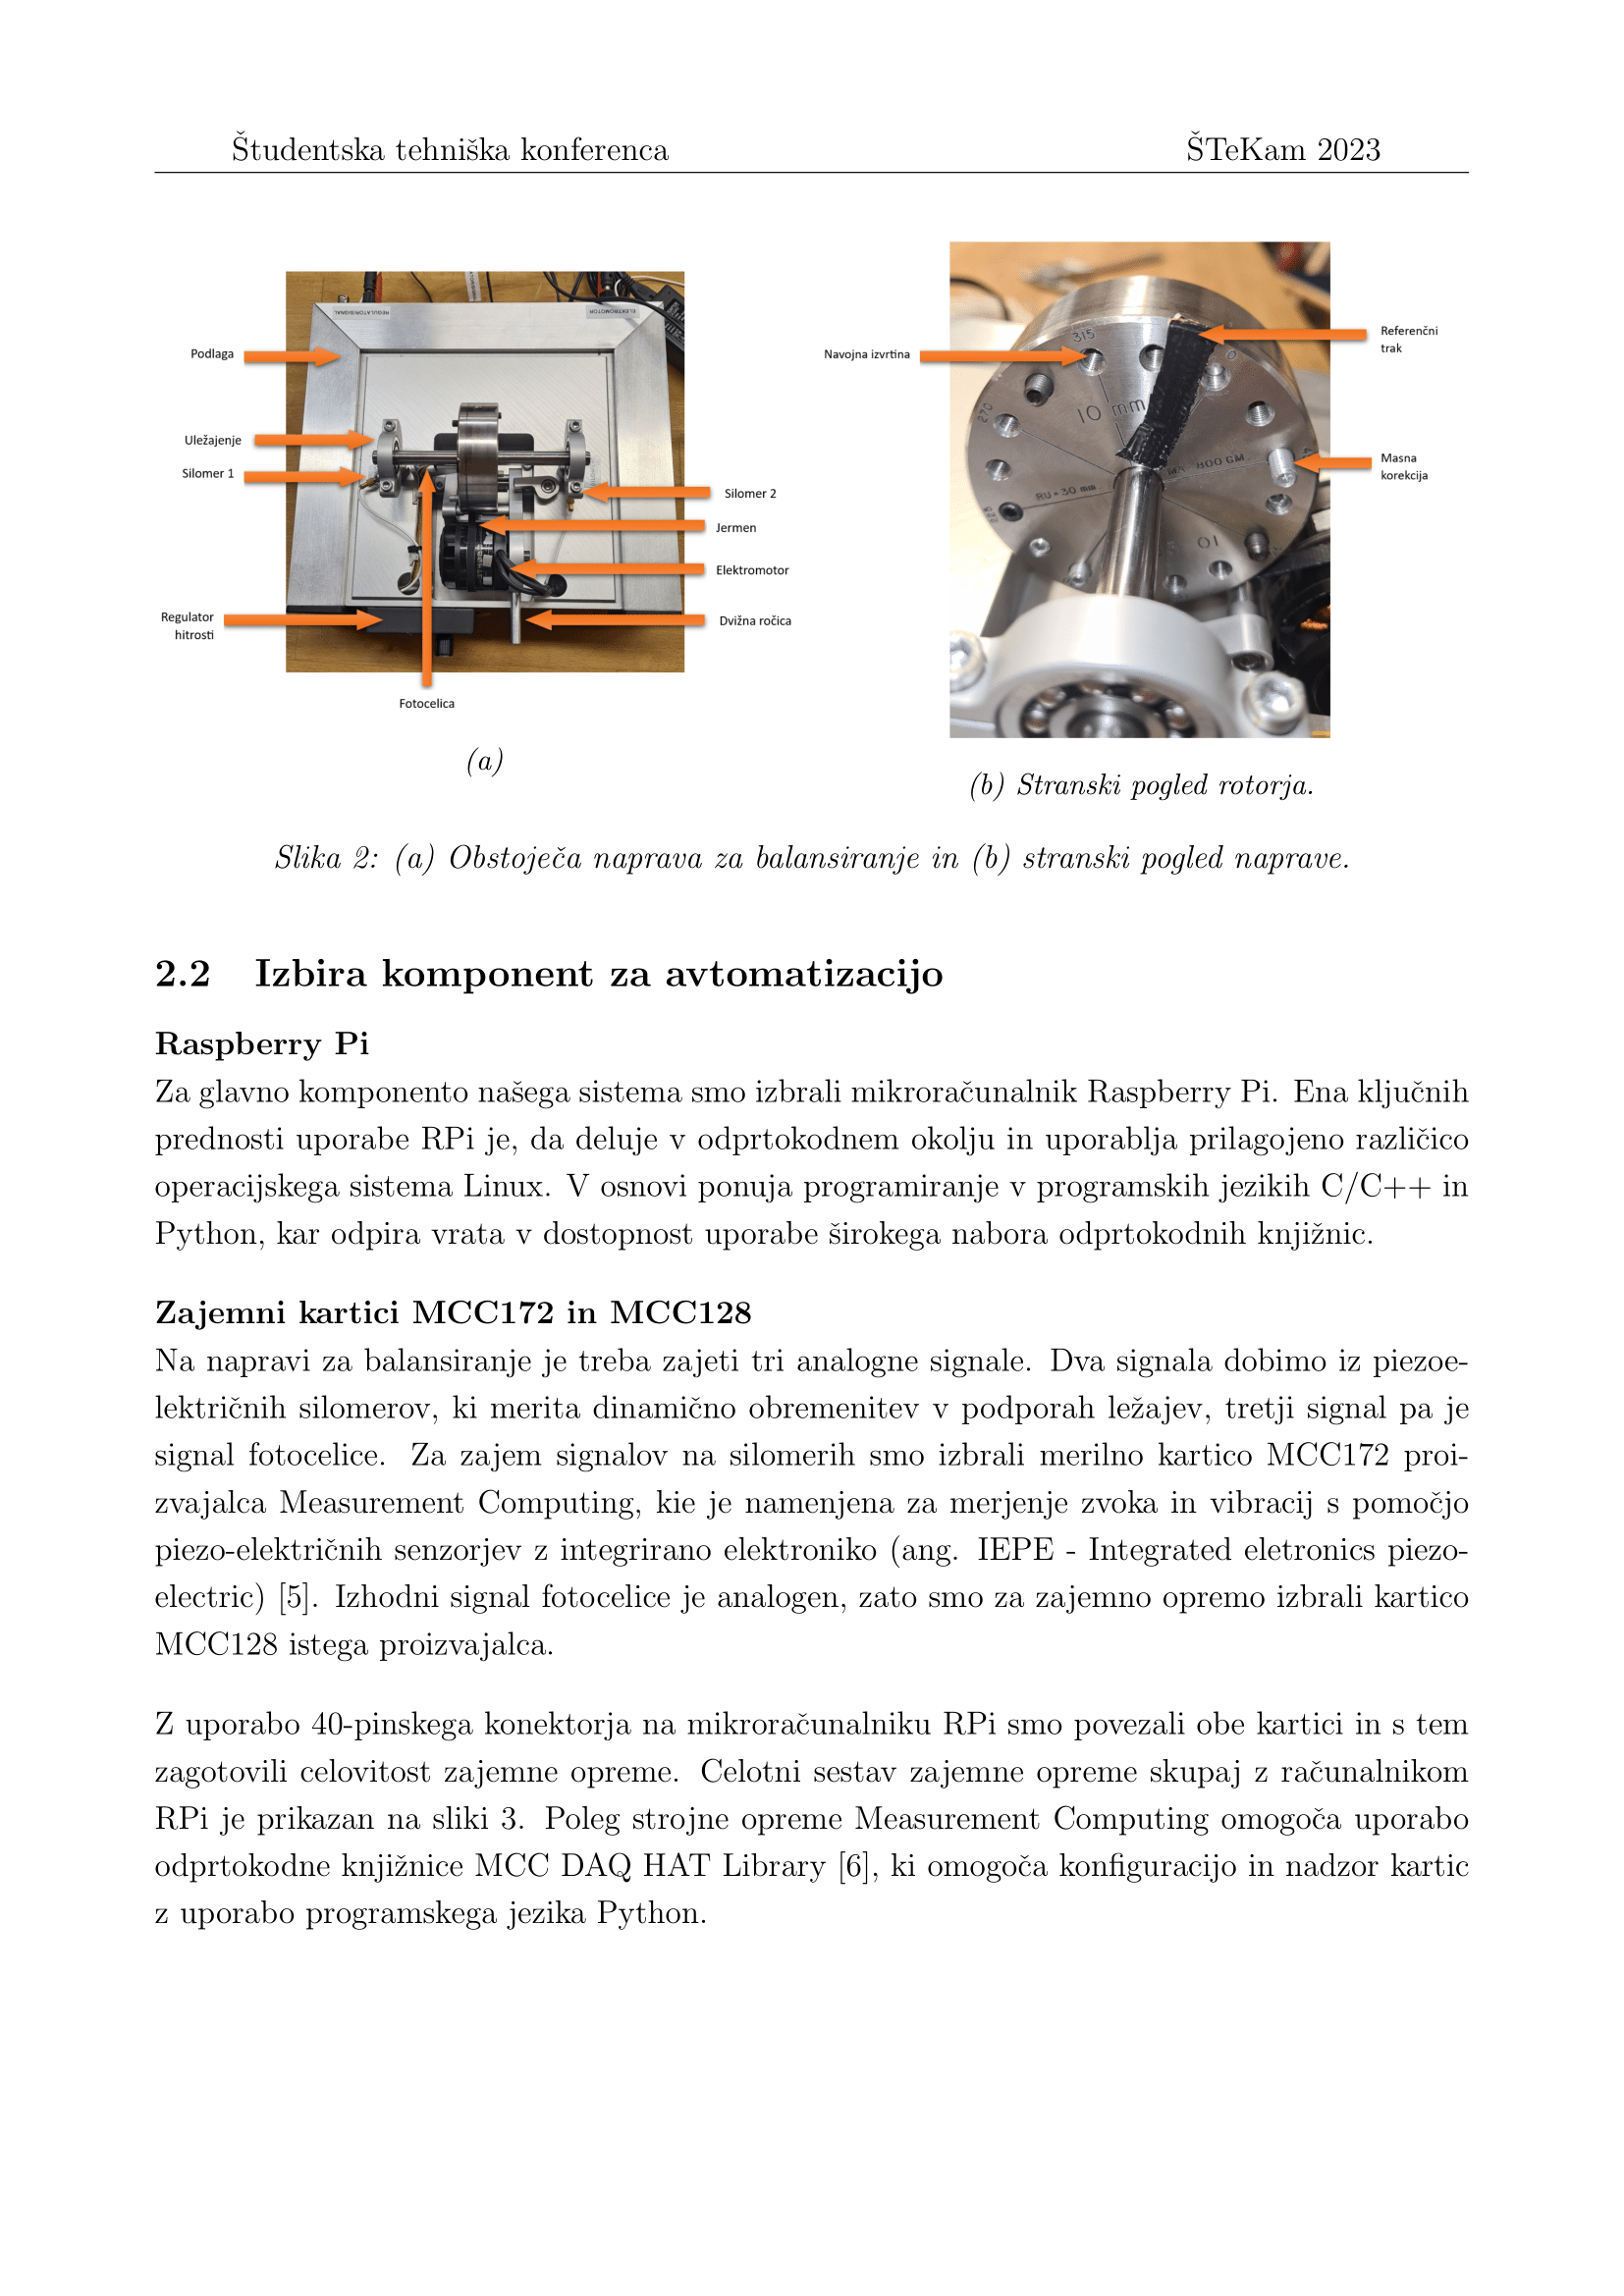 Študentska tehniška konferenca ŠTeKam 2023
Podlaga
Uležajenje
Silomer 1
Regulator
hitrosti
Fotocelica
Silomer 2
Jermen
Elektromotor
Dvižna ročica
REGULATOR/SIGNAL
ELEKTROMOTOR
(a)
Navojna izvrtina
Referenčni
trak
Masna
korekcija
315
0
270
10 mm
800 GM
RU = 30 mm
225
10
(b) Stranski pogled rotorja.
Slika 2: (a) Obstoječa naprava za balansiranje in (b) stranski pogled naprave.
2.2 Izbira komponent za avtomatizacijo
Raspberry Pi
Za glavno komponento našega sistema smo izbrali mikroračunalnik Raspberry Pi. Ena ključnih
prednosti uporabe RPi je, da deluje v odprtokodnem okolju in uporablja prilagojeno različico
operacijskega sistema Linux. V osnovi ponuja programiranje v programskih jezikih C/C++ in
Python, kar odpira vrata v dostopnost uporabe širokega nabora odprtokodnih knjižnic.
Zajemni kartici MCC172 in MCC128
Na napravi za balansiranje je treba zajeti tri analogne signale. Dva signala dobimo iz piezoe-
lektričnih silomerov, ki merita dinamično obremenitev v podporah ležajev, tretji signal pa je
signal fotocelice. Za zajem signalov na silomerih smo izbrali merilno kartico MCC172 proi-
zvajalca Measurement Computing, kie je namenjena za merjenje zvoka in vibracij s pomočjo
piezo-električnih senzorjev z integrirano elektroniko (ang. IEPE - Integrated eletronics piezo-
electric) [5]. Izhodni signal fotocelice je analogen, zato smo za zajemno opremo izbrali kartico
MCC128 istega proizvajalca.
Z uporabo 40-pinskega konektorja na mikroračunalniku RPi smo povezali obe kartici in s tem
zagotovili celovitost zajemne opreme. Celotni sestav zajemne opreme skupaj z računalnikom
RPi je prikazan na sliki 3. Poleg strojne opreme Measurement Computing omogoča uporabo
odprtokodne knjižnice MCC DAQ HAT Library [6], ki omogoča konfiguracijo in nadzor kartic
z uporabo programskega jezika Python.